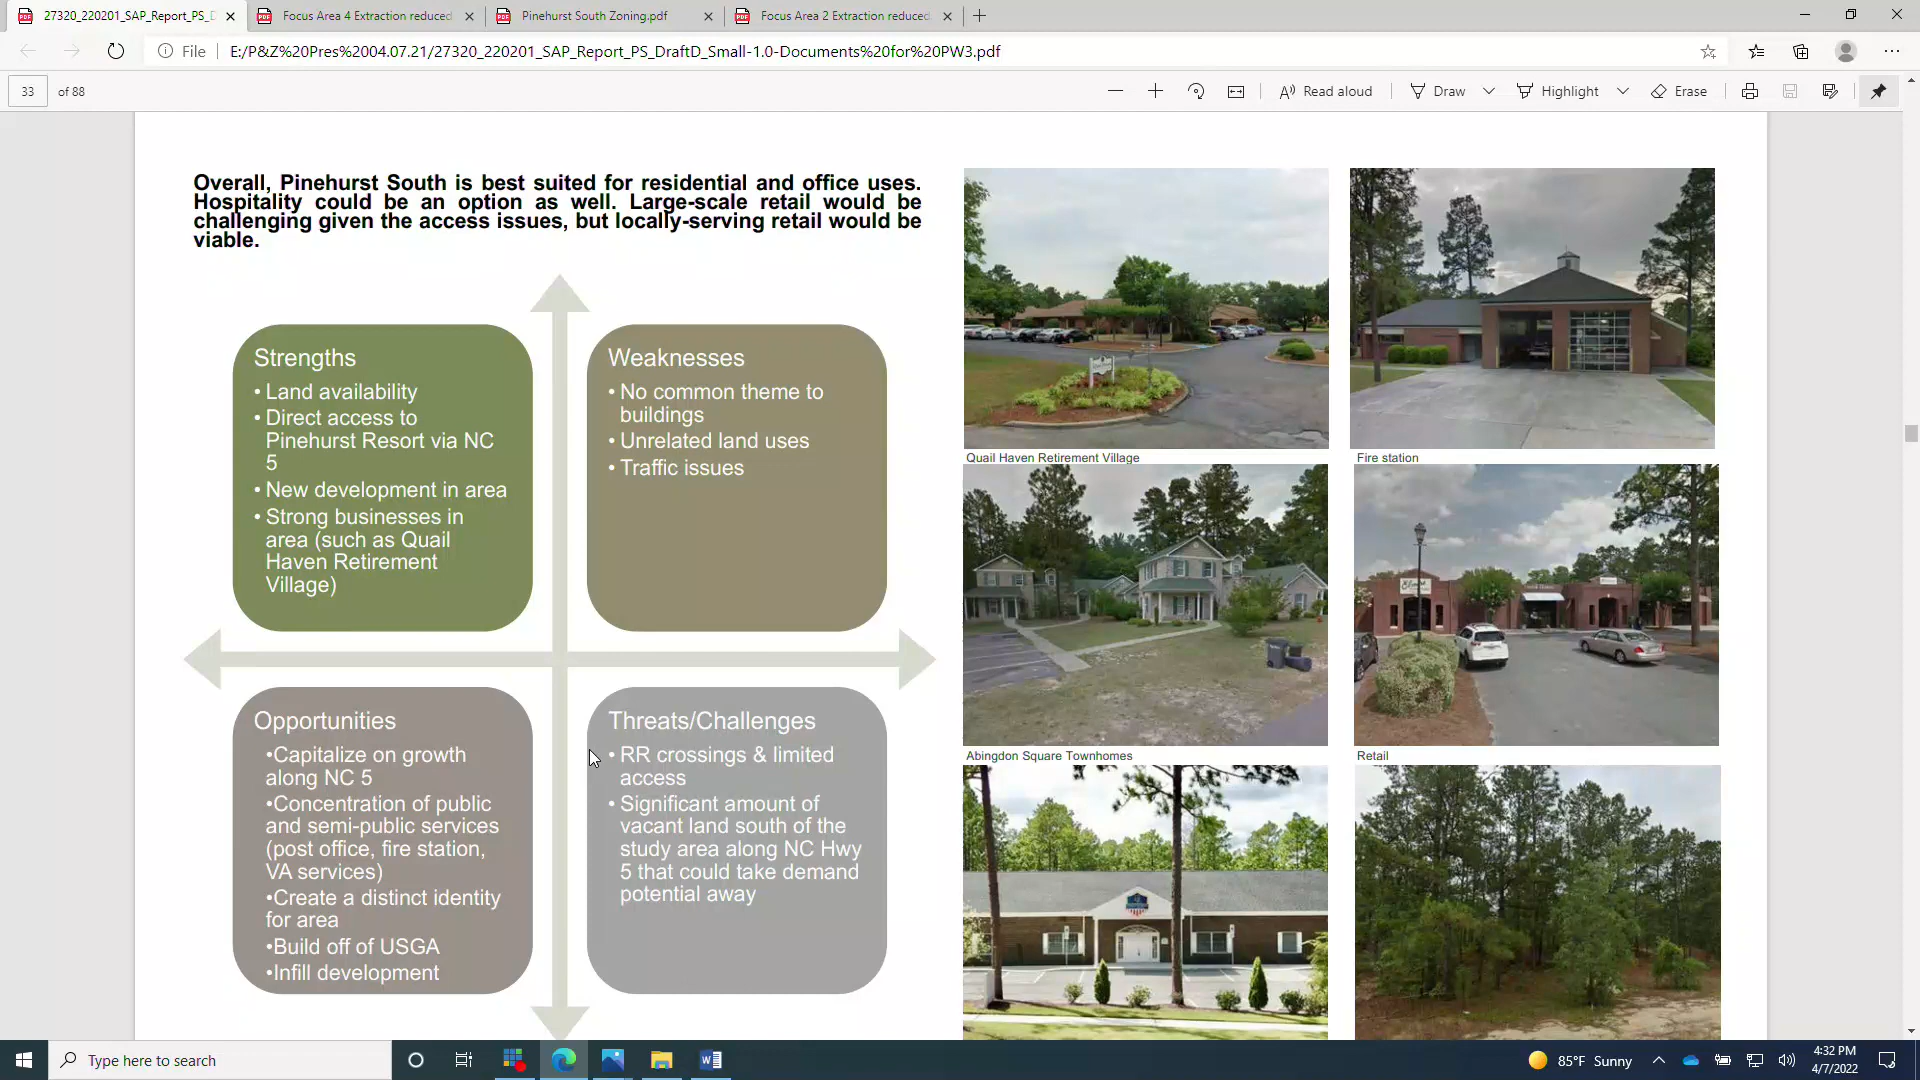 27320_220201_SAP_Report_PS_D
Focus Area 4 Extraction reduced
Pinehurst South Zoning.pdf
Focus Area 2 Extraction reduced
File
E:/P&Z%20Pres%2004.07.21/27320_220201_SAP_Report_PS_DraftD_Small-1.0-Documents%20for%20PW3.pdf
33 of 88
Read aloud
Draw
Highlight
Erase
Overall, Pinehurst South is best suited for residential and office uses.
Hospitality could be an option as well. Large-scale retail would be
challenging given the access issues, but locally-serving retail would be
viable.
Strengths
• Land availability
• Direct access to
Pinehurst Resort via NC
5
• New development in area
• Strong businesses in
area (such as Quail
Haven Retirement
Village)
Weaknesses
• No common theme to
buildings
• Unrelated land uses
• Traffic issues
Opportunities
•Capitalize on growth
along NC 5
•Concentration of public
and semi-public services
(post office, fire station,
VA services)
•Create a distinct identity
for area
•Build off of USGA
•Infill development
Threats/Challenges
• RR crossings & limited
access
• Significant amount of
vacant land south of the
study area along NC Hwy
5 that could take demand
potential away
Quail Haven Retirement Village
Fire station
Abingdon Square Townhomes
Retail
Type here to search
85°F Sunny
4:32 PM
4/7/2022